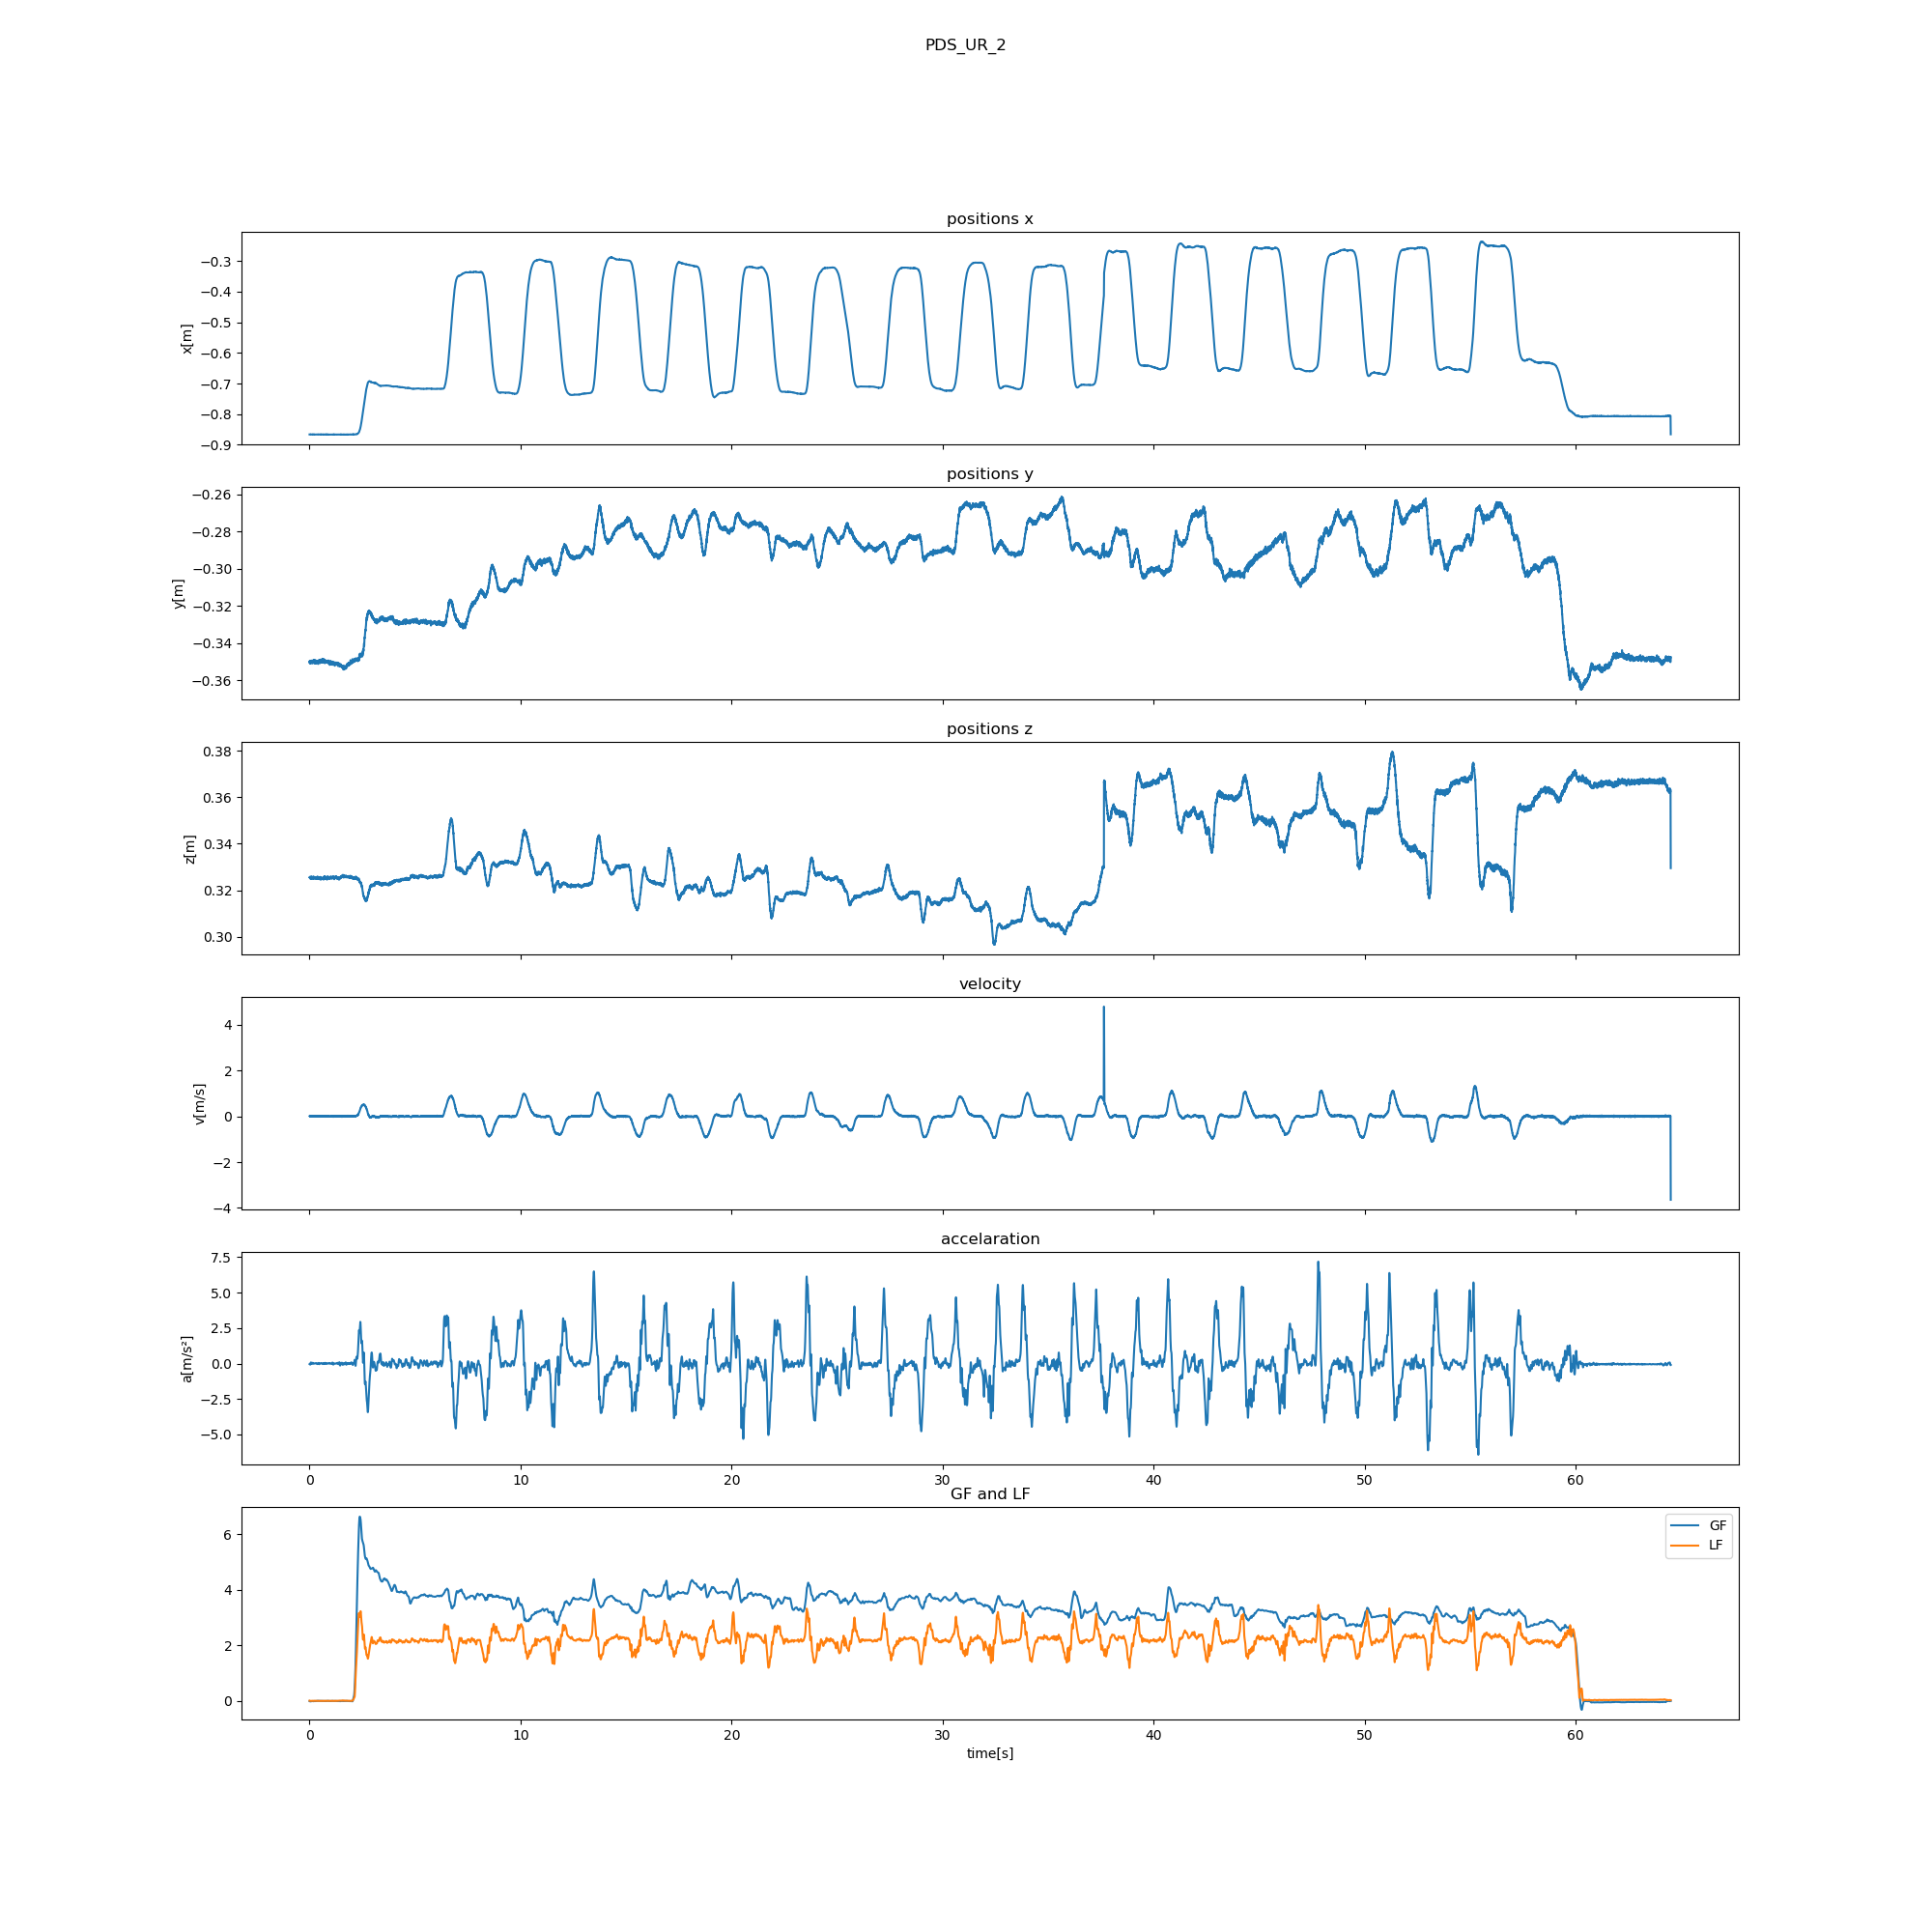 PDS_UR_2
positions x
−0.3
−0.4
−0.5
−0.6
−0.7
−0.8
−0.9
x[m]
positions y
−0.26
−0.28
−0.30
−0.32
−0.34
−0.36
y[m]
positions z
0.38
0.36
0.34
0.32
0.30
z[m]
velocity
4
2
0
−2
−4
v[m/s]
accelaration
7.5
5.0
2.5
0.0
−2.5
−5.0
a[m/s²]
0 10 20 30 40 50 60
GF and LF
6
4
2
0
GF
LF
0 10 20 30 40 50 60
time[s]